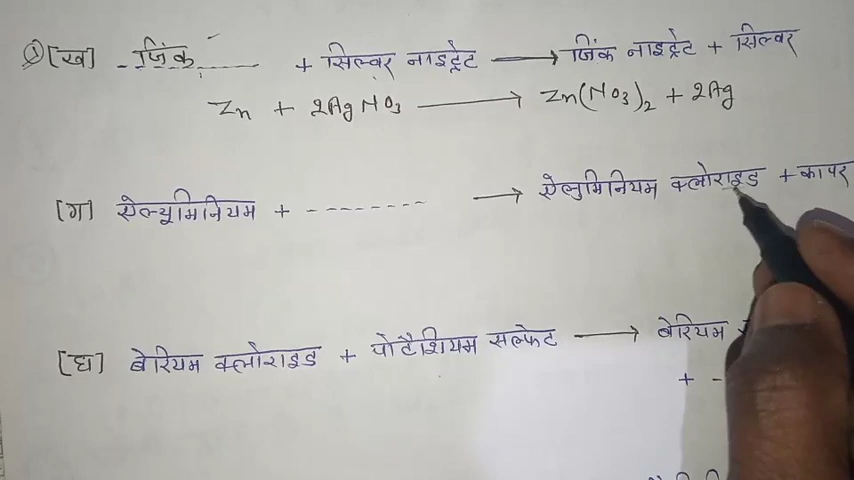 ① [ख] जिंक + सिल्वर नाइट्रेट ⟶ जिंक नाइट्रेट + सिल्वर
Zn + 2AgNO₃ ⟶ Zn(NO₃)₂ + 2Ag
[ग] ऐल्यूमिनियम + -------- ⟶ ऐलुमिनियम क्लोराइड + कापर
[घ] बेरियम क्लोराइड + पोटैशियम सल्फेट ⟶ बेरियम
+ -